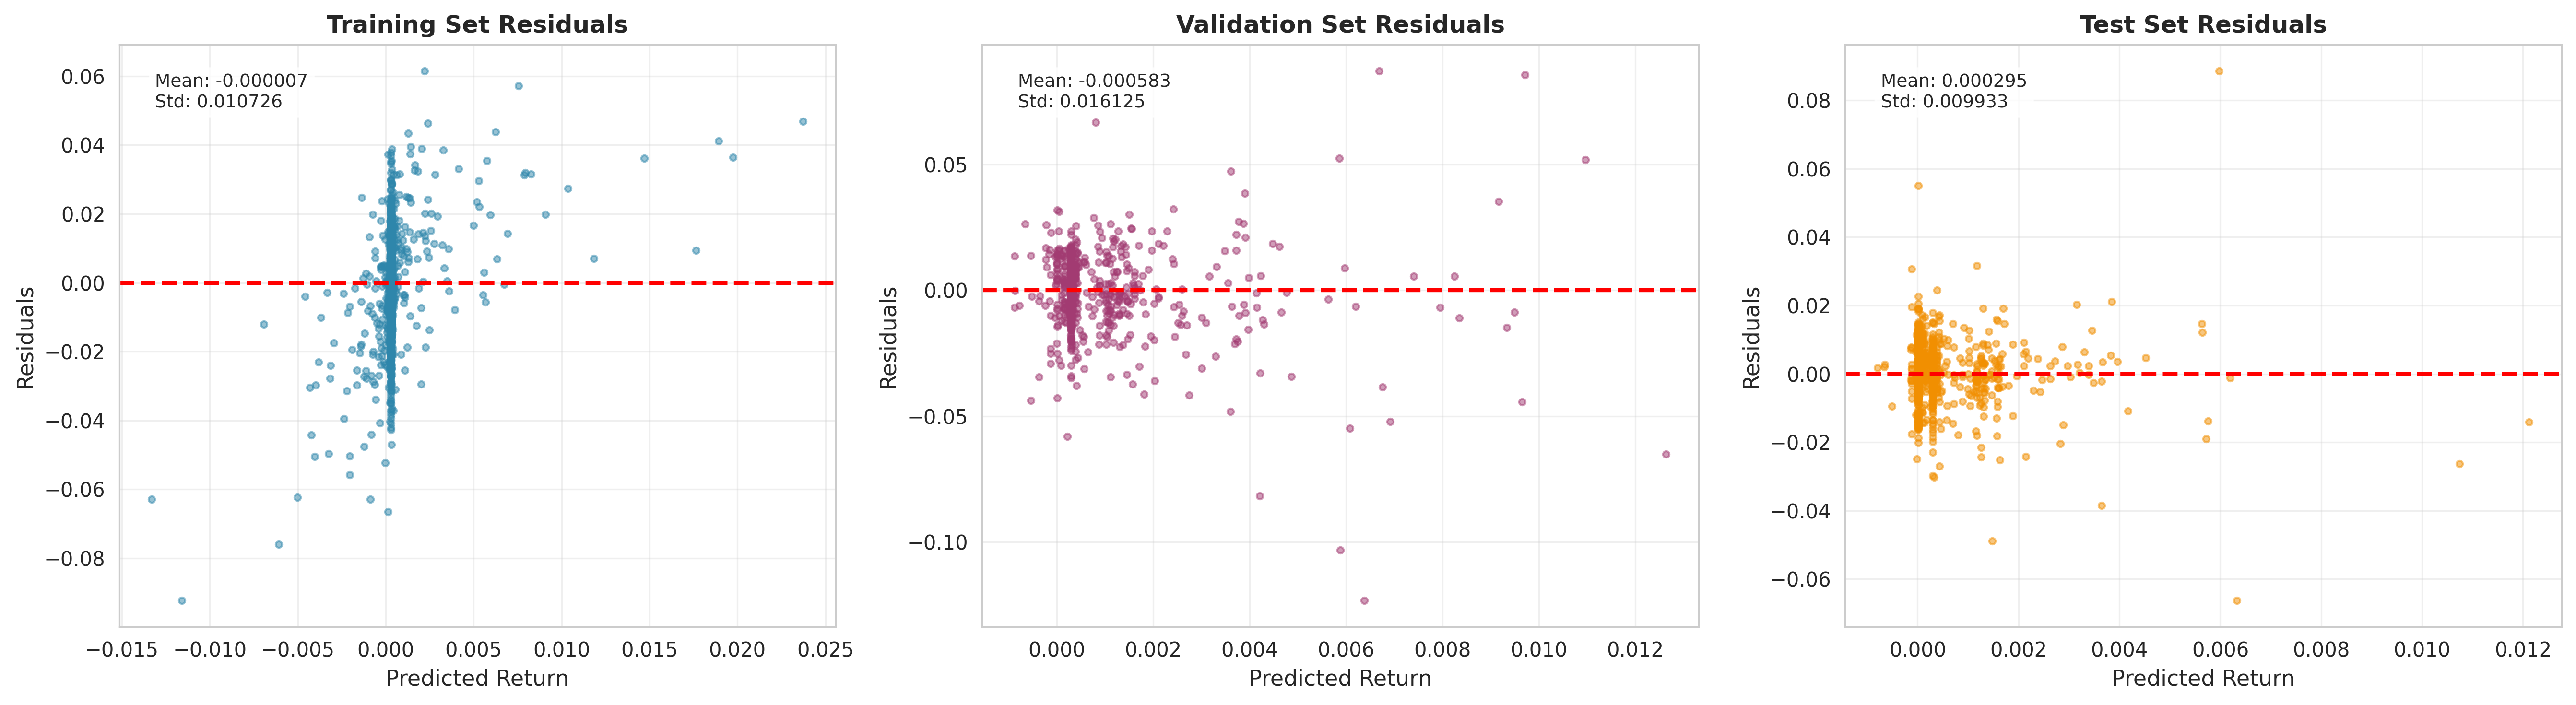 Training Set Residuals
Mean: -0.000007
Std: 0.010726
0.06
0.04
0.02
0.00
−0.02
−0.04
−0.06
−0.08
Residuals
−0.015 −0.010 −0.005 0.000 0.005 0.010 0.015 0.020 0.025
Predicted Return
Validation Set Residuals
Mean: -0.000583
Std: 0.016125
0.05
0.00
−0.05
−0.10
Residuals
0.000 0.002 0.004 0.006 0.008 0.010 0.012
Predicted Return
Test Set Residuals
Mean: 0.000295
Std: 0.009933
0.08
0.06
0.04
0.02
0.00
−0.02
−0.04
−0.06
Residuals
0.000 0.002 0.004 0.006 0.008 0.010 0.012
Predicted Return